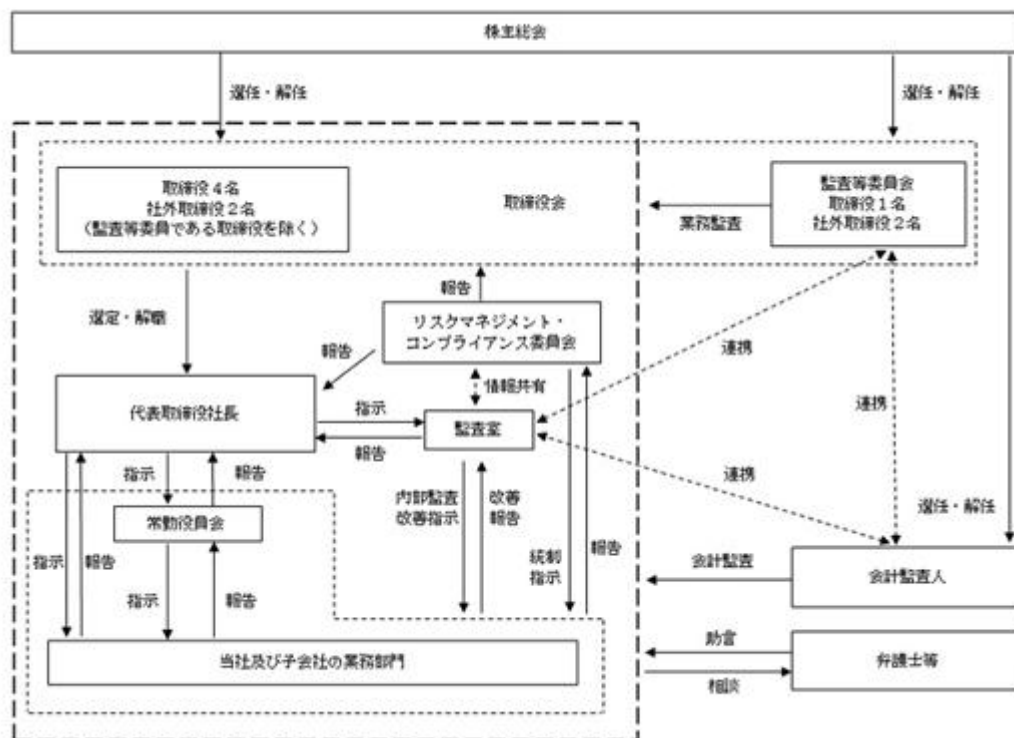 株主総会
選任・解任
選任・解任
取締役４名
社外取締役２名
（監査等委員である取締役を除く）
取締役会
監査等委員会
取締役１名
社外取締役２名
業務監査
報告
選定・解職
リスクマネジメント・
コンプライアンス委員会
報告
連携
情報共有
代表取締役社長
指示
監査室
報告
連携
連携
指示
報告
内部監査
改善指示
改善
報告
常勤役員会
選任・解任
指示
報告
統制
指示
報告
会計監査
会計監査人
指示
報告
当社及び子会社の業務部門
助言
弁護士等
相談